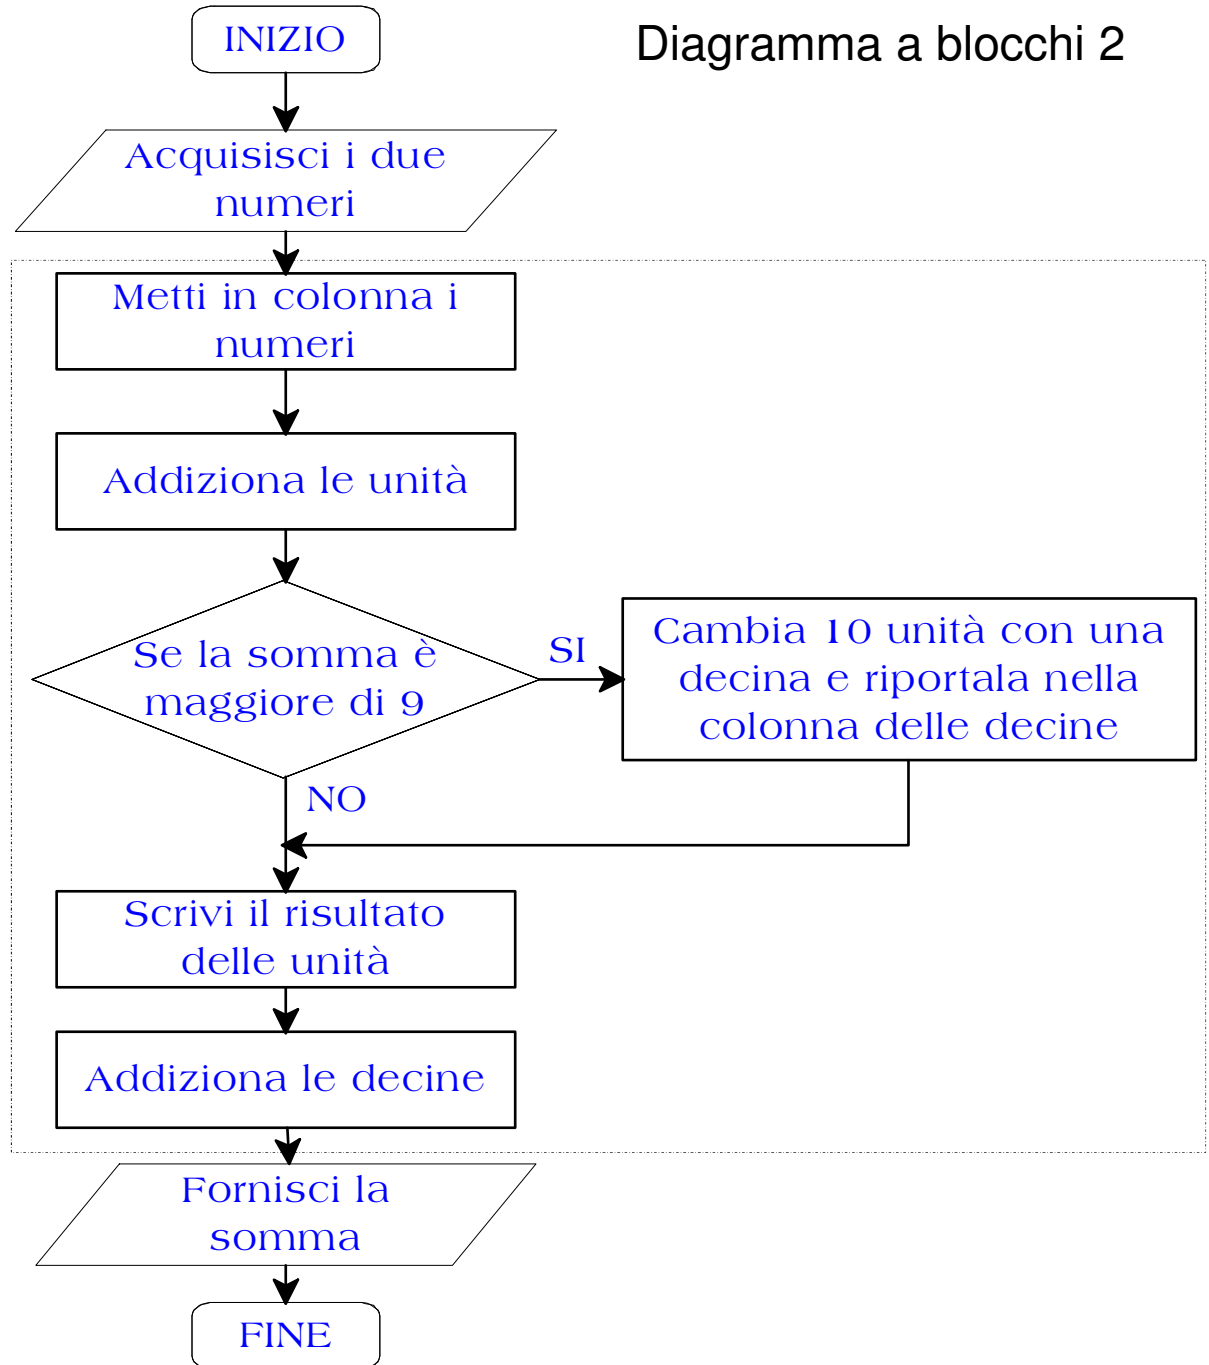 Diagramma a blocchi 2
INIZIO
Acquisisci i due
numeri
Metti in colonna i
numeri
Addiziona le unità
Se la somma è
maggiore di 9
SI
Cambia 10 unità con una
decina e riportala nella
colonna delle decine
NO
Scrivi il risultato
delle unità
Addiziona le decine
Fornisci la
somma
FINE